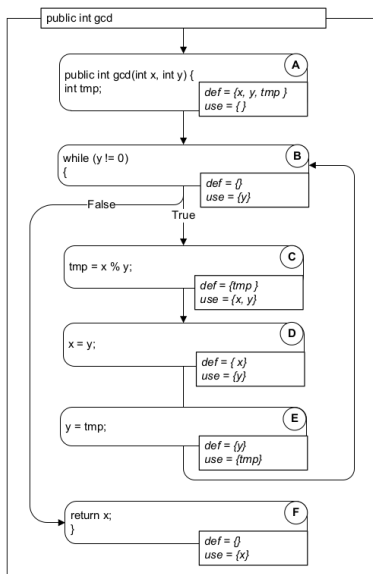 public int gcd
A
public int gcd(int x, int y) {
int tmp;
def = {x, y, tmp }
use = { }
B
while (y != 0)
{
def = {}
use = {y}
False
True
C
tmp = x % y;
def = {tmp }
use = {x, y}
D
x = y;
def = { x}
use = {y}
E
y = tmp;
def = {y}
use = {tmp}
F
return x;
}
def = {}
use = {x}